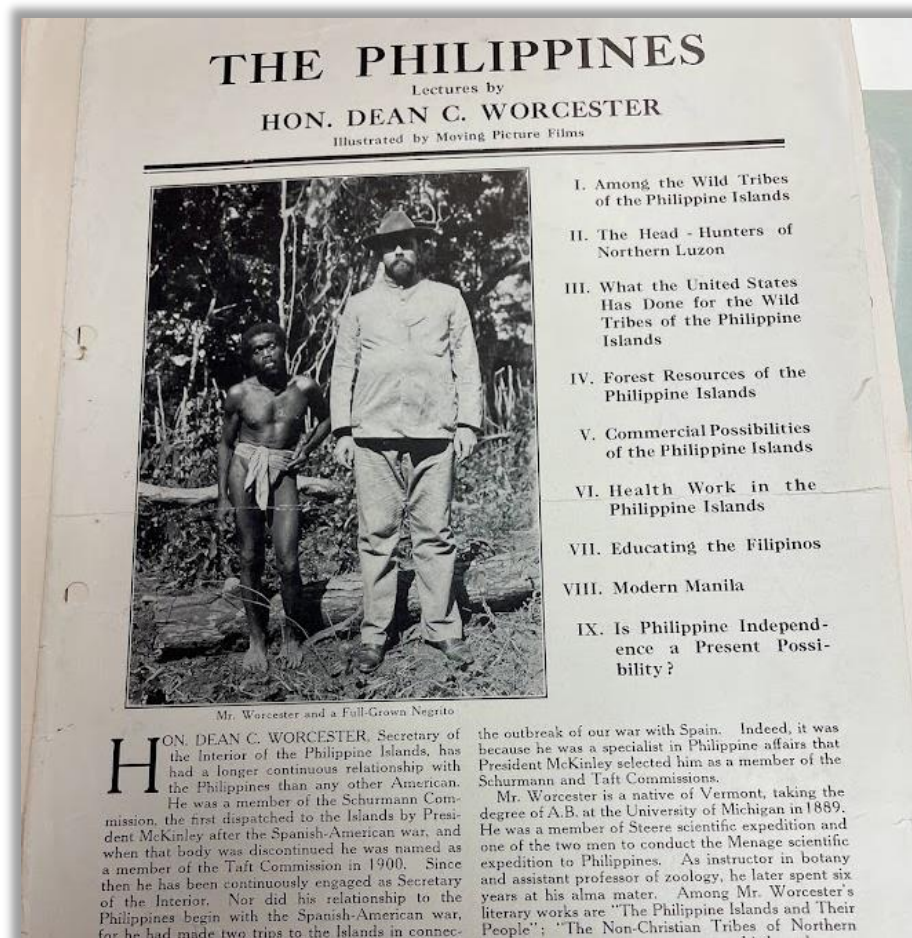 THE PHILIPPINES
Lectures by
HON. DEAN C. WORCESTER
Illustrated by Moving Picture Films
I. Among the Wild Tribes
of the Philippine Islands
II. The Head - Hunters of
Northern Luzon
III. What the United States
Has Done for the Wild
Tribes of the Philippine
Islands
IV. Forest Resources of the
Philippine Islands
V. Commercial Possibilities
of the Philippine Islands
VI. Health Work in the
Philippine Islands
VII. Educating the Filipinos
VIII. Modern Manila
IX. Is Philippine Independ-
ence a Present Possi-
bility?
Mr. Worcester and a Full-Grown Negrito
HON. DEAN C. WORCESTER, Secretary of
the Interior of the Philippine Islands, has
had a longer continuous relationship with
the Philippines than any other American.
He was a member of the Schurmann Com-
mission, the first dispatched to the Islands by Presi-
dent McKinley after the Spanish-American war, and
when that body was discontinued he was named as
a member of the Taft Commission in 1900. Since
then he has been continuously engaged as Secretary
of the Interior. Nor did his relationship to the
Philippines begin with the Spanish-American war,
for he had made two trips to the Islands in connec-
the outbreak of our war with Spain. Indeed, it was
because he was a specialist in Philippine affairs that
President McKinley selected him as a member of the
Schurmann and Taft Commissions.
Mr. Worcester is a native of Vermont, taking the
degree of A.B. at the University of Michigan in 1889.
He was a member of Steere scientific expedition and
one of the two men to conduct the Menage scientific
expedition to Philippines. As instructor in botany
and assistant professor of zoology, he later spent six
years at his alma mater. Among Mr. Worcester's
literary works are "The Philippine Islands and Their
People"; "The Non-Christian Tribes of Northern